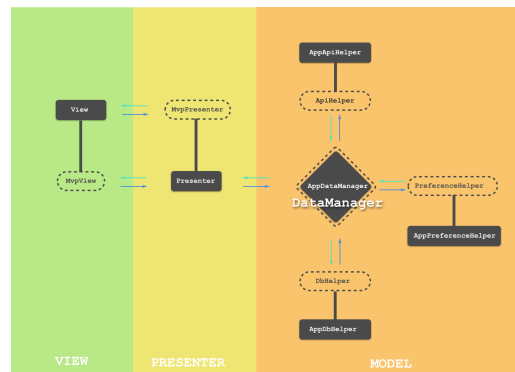 AppApiHelper
ApiHelper
View
MvpPresenter
MvpView
Presenter
AppDataManager
DataManager
PreferenceHelper
AppPreferenceHelper
DbHelper
AppDbHelper
VIEW
PRESENTER
MODEL